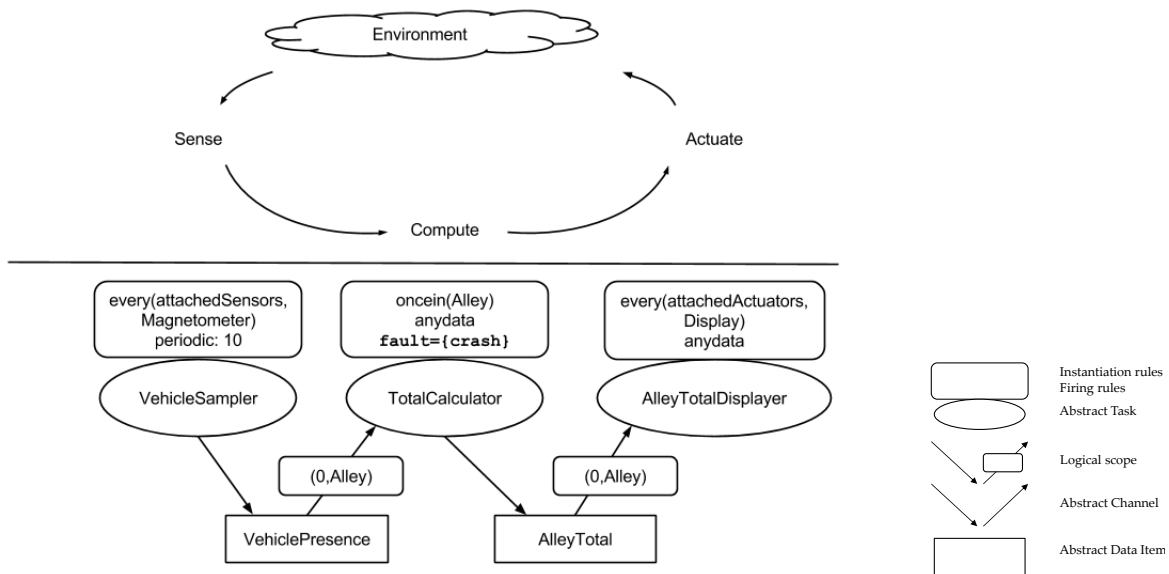 Environment
Sense
Actuate
Compute
every(attachedSensors,
Magnetometer)
periodic: 10
oncein(Alley)
anydata
fault={crash}
every(attachedActuators,
Display)
anydata
VehicleSampler
TotalCalculator
AlleyTotalDisplayer
(0,Alley)
(0,Alley)
VehiclePresence
AlleyTotal
Instantiation rules
Firing rules
Abstract Task
Logical scope
Abstract Channel
Abstract Data Item